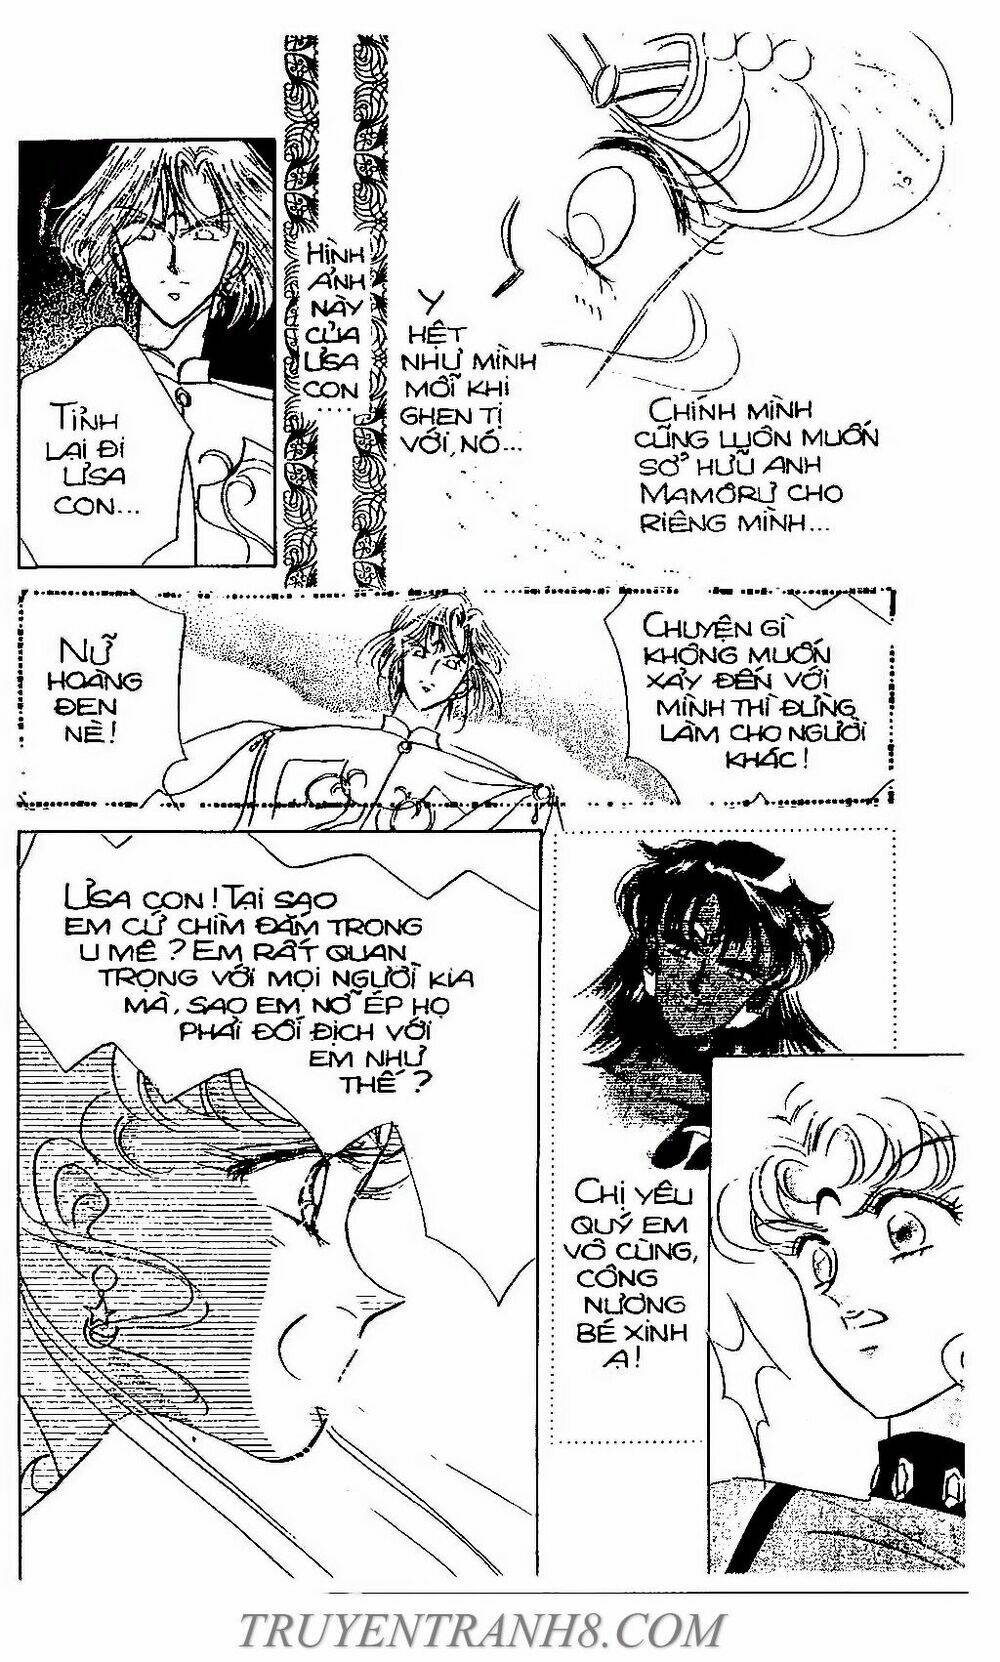 CHÍNH MÌNH
CŨNG LUÔN MUỐN
SỞ HỮU ANH
MAMÔRƯ CHO
RIÊNG MÌNH...
Y
HỆT
NHƯ MÌNH
MỖI KHI
GHEN TỊ
VỚI NÓ...
HÌNH
ẢNH
NÀY
CỦA
ƯSA
CON
.....
TỈNH
LẠI ĐI
ƯSA
CON...
CHUYỆN GÌ
KHÔNG MUỐN
XẢY ĐẾN VỚI
MÌNH THÌ ĐỪNG
LÀM CHO NGƯỜI
KHÁC!
NỮ
HOÀNG
ĐEN
NÈ!
ƯSA CON! TẠI SAO
EM CỨ CHÌM ĐẮM TRONG
U MÊ? EM RẤT QUAN
TRỌNG VỚI MỌI NGƯỜI KIA
MÀ, SAO EM NỠ ÉP HỌ
PHẢI ĐỐI ĐỊCH VỚI
EM NHƯ
THẾ?
CHỊ YÊU
QUÝ EM
VÔ CÙNG,
CÔNG
NƯƠNG
BÉ XINH
Ạ!
TRUYENTRANH8.COM